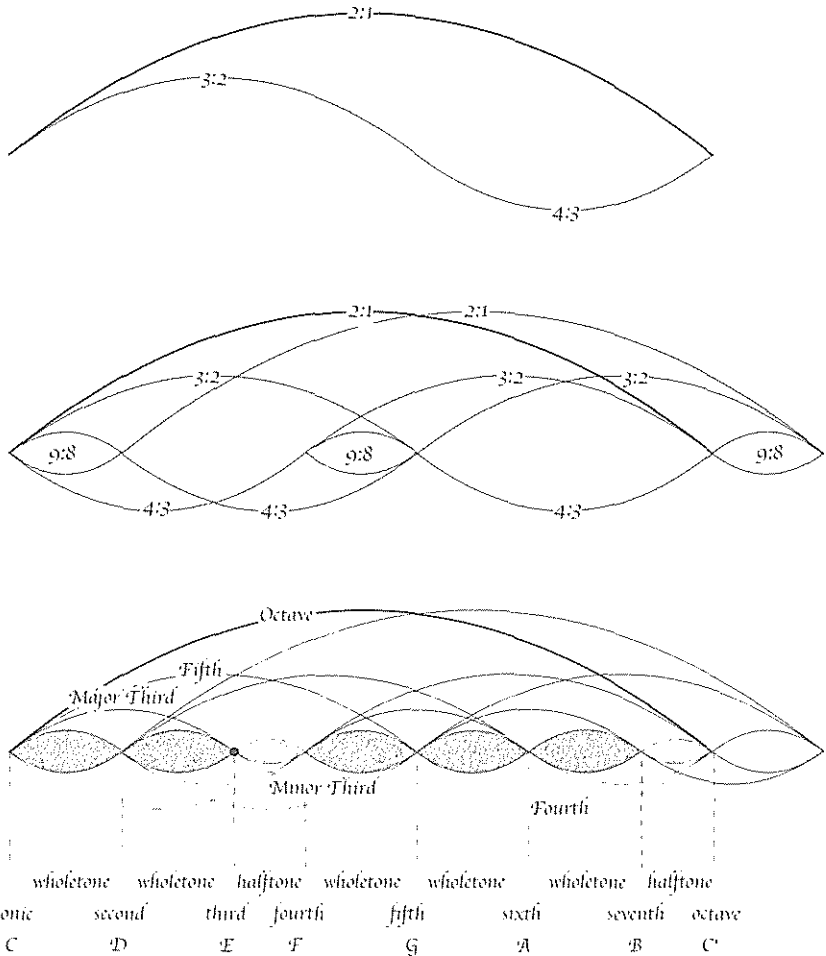 2:1
3:2
4:3
2:1 2:1
3:2 3:2 3:2
9:8 9:8 9:8
4:3 4:3 4:3
Octave
Fifth
Major Third
Minor Third
Fourth
wholetone wholetone halftone wholetone wholetone wholetone halftone
onic second third fourth fifth sixth seventh octave
C D E F G A B C'